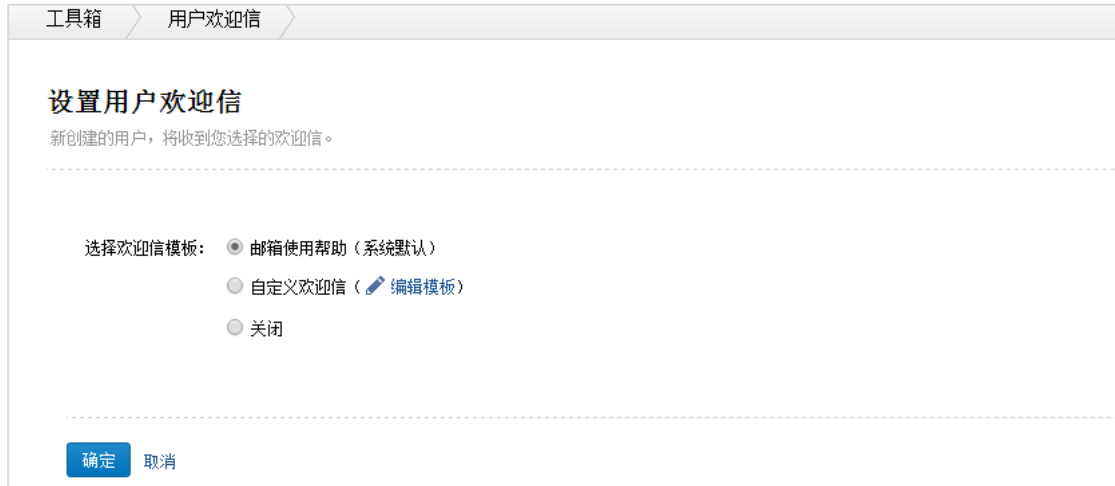 工具箱 用户欢迎信
设置用户欢迎信
新创建的用户，将收到您选择的欢迎信。
选择欢迎信模板： 邮箱使用帮助（系统默认）
自定义欢迎信（ 编辑模板）
关闭
确定 取消